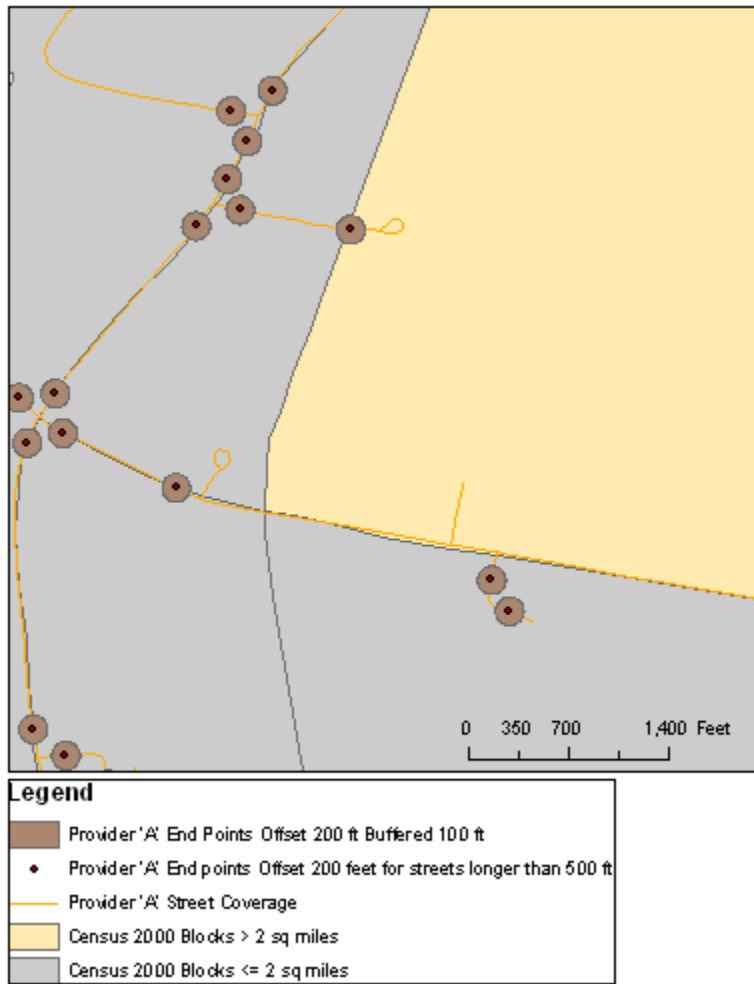 0 350 700 1,400 Feet
Legend
Provider 'A' End Points Offset 200 ft Buffered 100 ft
Provider 'A' End points Offset 200 feet for streets longer than 500 ft
Provider 'A' Street Coverage
Census 2000 Blocks > 2 sq miles
Census 2000 Blocks <= 2 sq miles